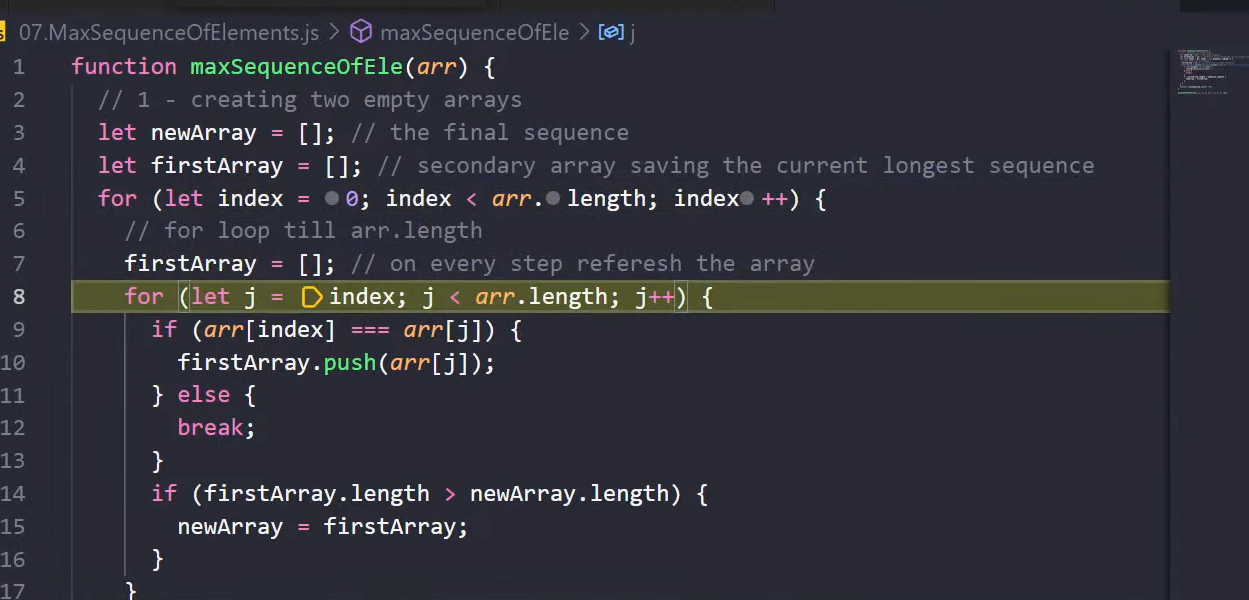 07.MaxSequenceOfElements.js > maxSequenceOfEle > j
1 function maxSequenceOfEle(arr) {
2 // 1 - creating two empty arrays
3 let newArray = []; // the final sequence
4 let firstArray = []; // secondary array saving the current longest sequence
5 for (let index = 0; index < arr.length; index++) {
6 // for loop till arr.length
7 firstArray = []; // on every step referesh the array
8 for (let j = index; j < arr.length; j++) {
9 if (arr[index] === arr[j]) {
10 firstArray.push(arr[j]);
11 } else {
12 break;
13 }
14 if (firstArray.length > newArray.length) {
15 newArray = firstArray;
16 }
17 }